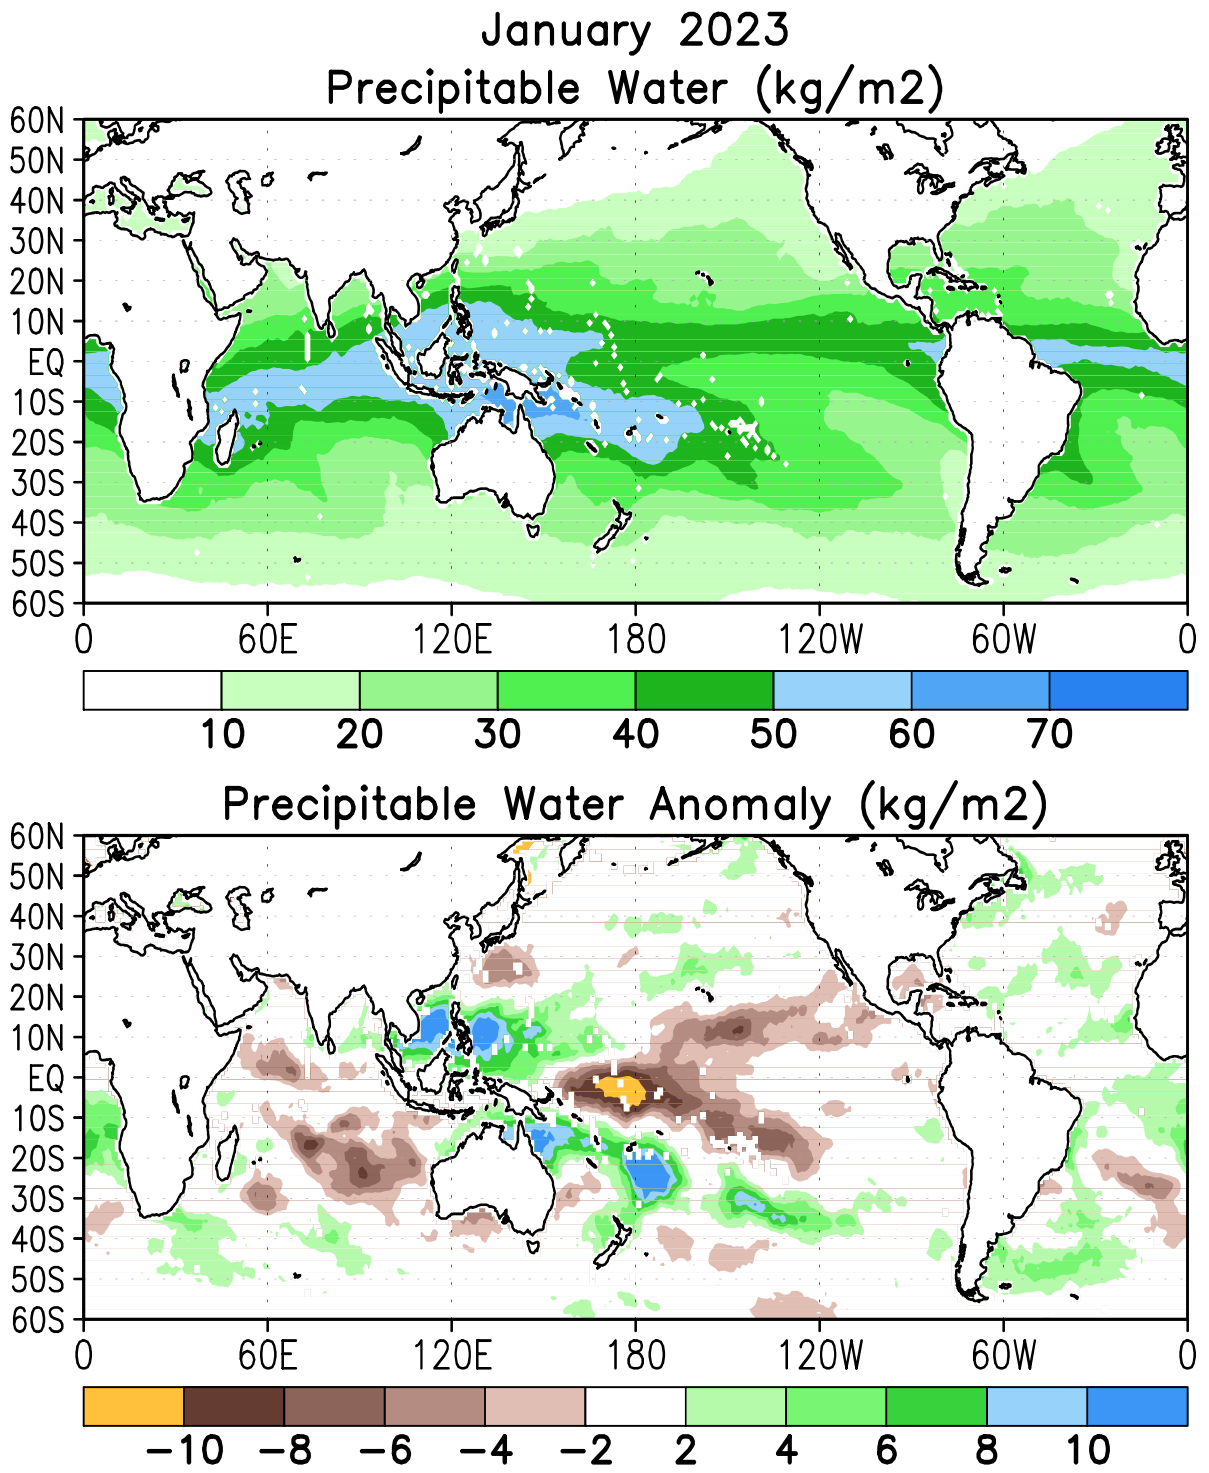 January 2023
Precipitable Water (kg/m2)
60N
50N
40N
30N
20N
10N
EQ
10S
20S
30S
40S
50S
60S
0 60E 120E 180 120W 60W 0
10 20 30 40 50 60 70
Precipitable Water Anomaly (kg/m2)
60N
50N
40N
30N
20N
10N
EQ
10S
20S
30S
40S
50S
60S
0 60E 120E 180 120W 60W 0
−10 −8 −6 −4 −2 2 4 6 8 10